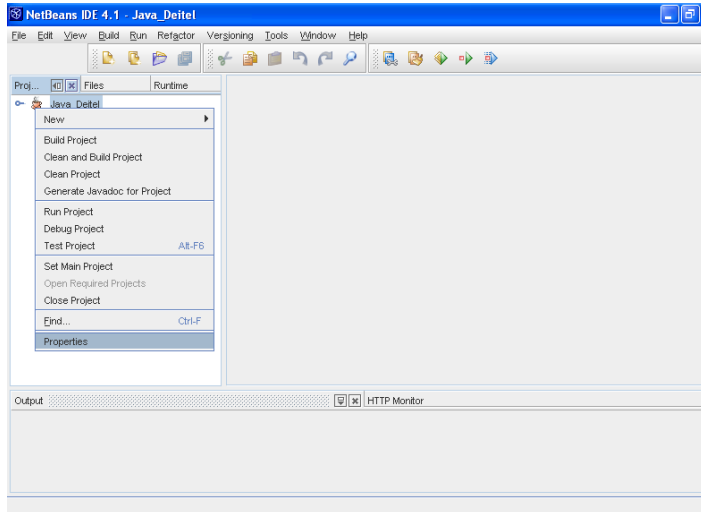 NetBeans IDE 4.1 - Java_Deitel
File Edit View Build Run Refactor Versioning Tools Window Help
Proj... Files Runtime
Java_Deitel
New
Build Project
Clean and Build Project
Clean Project
Generate Javadoc for Project
Run Project
Debug Project
Test Project Alt-F6
Set Main Project
Open Required Projects
Close Project
Find... Ctrl-F
Properties
Output HTTP Monitor